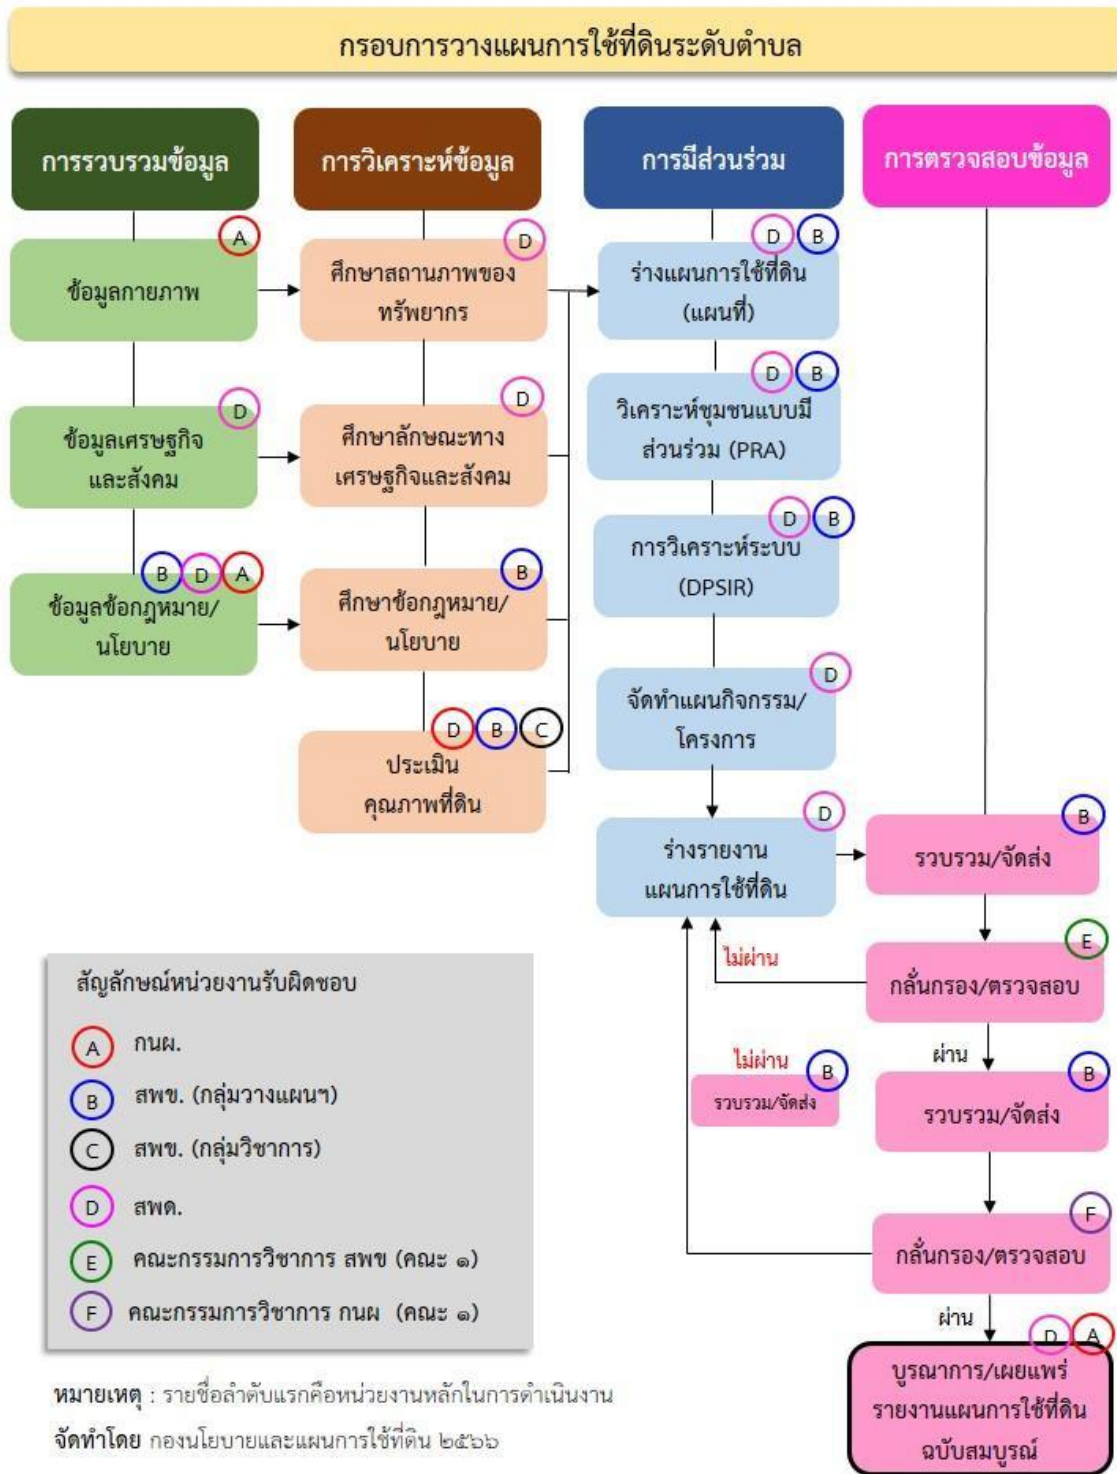 กรอบการวางแผนการใช้ที่ดินระดับตำบล
การรวบรวมข้อมูล
A
ข้อมูลกายภาพ
D
ข้อมูลเศรษฐกิจ
และสังคม
B D A
ข้อมูลข้อกฎหมาย/
นโยบาย
การวิเคราะห์ข้อมูล
D
ศึกษาสถานภาพของ
ทรัพยากร
D
ศึกษาลักษณะทาง
เศรษฐกิจและสังคม
B
ศึกษาข้อกฎหมาย/
นโยบาย
D B C
ประเมิน
คุณภาพที่ดิน
การมีส่วนร่วม
D B
ร่างแผนการใช้ที่ดิน
(แผนที่)
D B
วิเคราะห์ชุมชนแบบมี
ส่วนร่วม (PRA)
D B
การวิเคราะห์ระบบ
(DPSIR)
D
จัดทำแผนกิจกรรม/
โครงการ
D
ร่างรายงาน
แผนการใช้ที่ดิน
การตรวจสอบข้อมูล
B
รวบรวม/จัดส่ง
E
กลั่นกรอง/ตรวจสอบ
ไม่ผ่าน
ผ่าน
B
รวบรวม/จัดส่ง
F
กลั่นกรอง/ตรวจสอบ
ไม่ผ่าน
B
รวบรวม/จัดส่ง
ผ่าน
D A
บูรณาการ/เผยแพร่
รายงานแผนการใช้ที่ดิน
ฉบับสมบูรณ์
สัญลักษณ์หน่วยงานรับผิดชอบ
A กนผ.
B สพข. (กลุ่มวางแผนฯ)
C สพข. (กลุ่มวิชาการ)
D สพด.
E คณะกรรมการวิชาการ สพข (คณะ ๑)
F คณะกรรมการวิชาการ กนผ (คณะ ๑)
หมายเหตุ : รายชื่อลำดับแรกคือหน่วยงานหลักในการดำเนินงาน
จัดทำโดย กองนโยบายและแผนการใช้ที่ดิน ๒๕๖๖